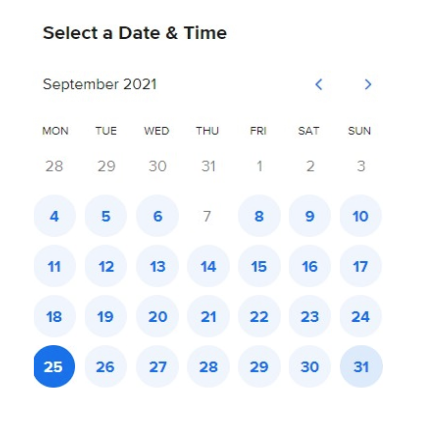 Select a Date & Time
September 2021
MON TUE WED THU FRI SAT SUN
28 29 30 31 1 2 3
4 5 6 7 8 9 10
11 12 13 14 15 16 17
18 19 20 21 22 23 24
25 26 27 28 29 30 31